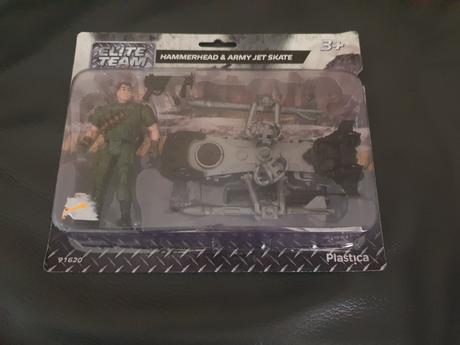 ELITE
TEAM
HAMMERHEAD & ARMY JET SKATE
3+
91620
Plastica